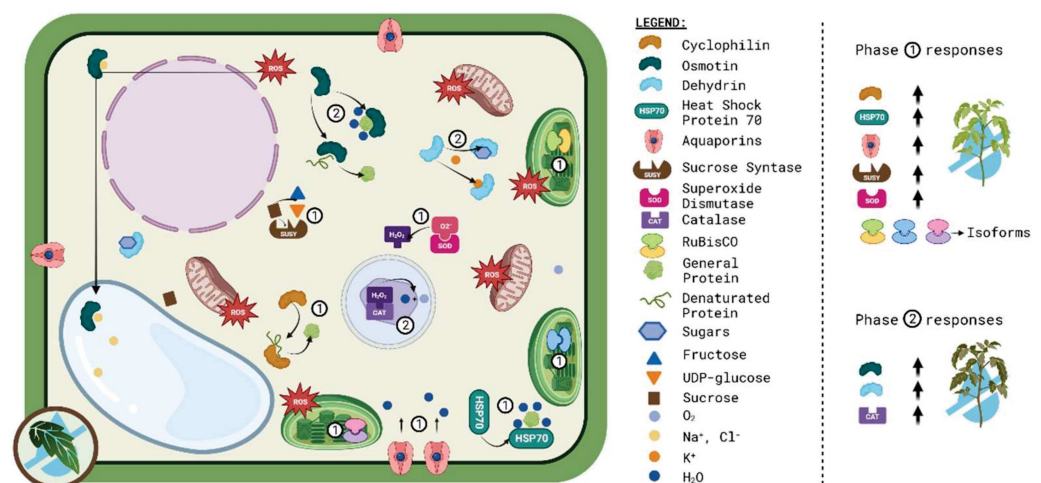 ROS
ROS
2
2
1
ROS
1
SUSY
1
H₂O₂
O2⁻
SOD
ROS
ROS
H₂O₂
CAT
+
2
1
1
ROS
1
1
HSP70
1
HSP70
LEGEND:
Cyclophilin
Osmotin
Dehydrin
HSP70
Heat Shock
Protein 70
Aquaporins
SUSY
Sucrose Syntase
SOD
Superoxide
Dismutase
CAT
Catalase
RuBisCO
General
Protein
Denaturated
Protein
Sugars
Fructose
UDP-glucose
Sucrose
O₂
Na⁺, Cl⁻
K⁺
H₂O
Phase 1 responses
HSP70
SUSY
SOD
Isoforms
Phase 2 responses
CAT